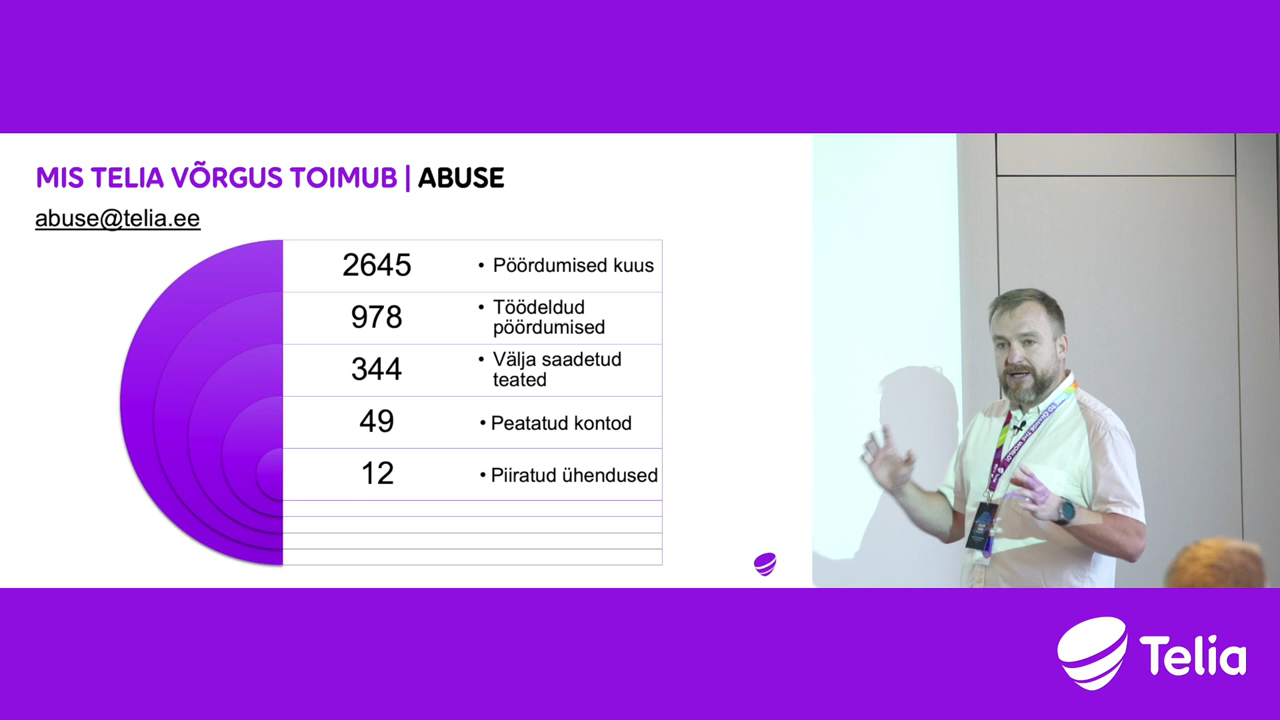 MIS TELIA VÕRGUS TOIMUB | ABUSE
abuse@telia.ee
2645
• Pöördumised kuus
978
• Töödeldud
pöördumised
344
• Välja saadetud
teated
49
• Peatatud kontod
12
• Piiratud ühendused
Telia